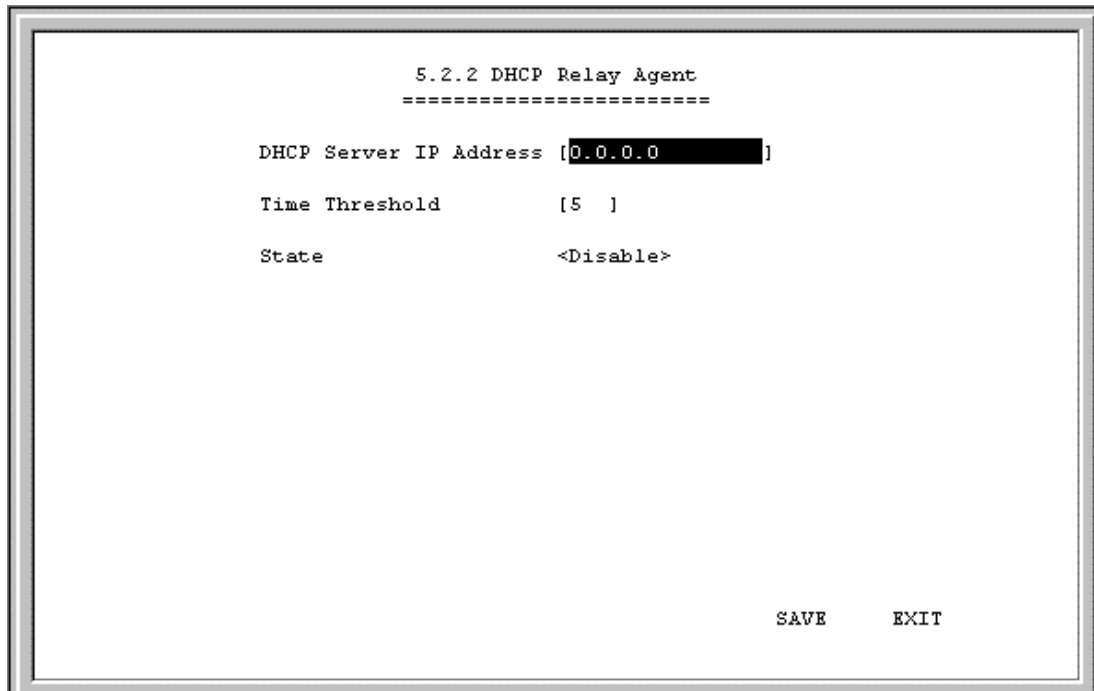 5.2.2 DHCP Relay Agent
========================
DHCP Server IP Address [0.0.0.0         ]
Time Threshold         [5  ]
State                  <Disable>
SAVE     EXIT